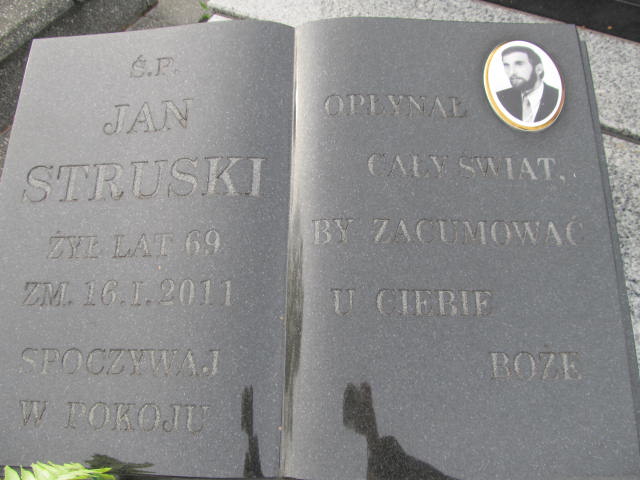 Ś.P.
JAN
STRUSKI
ŻYŁ LAT 69
ZM. 16.I.2011
SPOCZYWAJ
W POKOJU
OPŁYNĄŁ
CAŁY ŚWIAT,
BY ZACUMOWAĆ
U CIEBIE
BOŻE